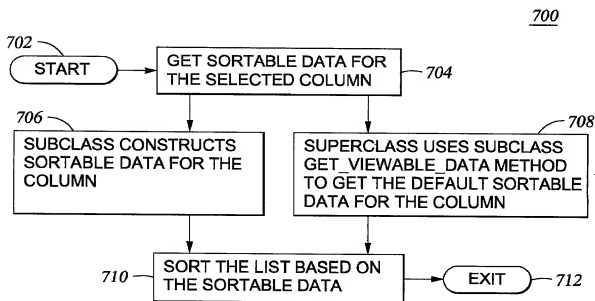 700
702
START
GET SORTABLE DATA FOR
THE SELECTED COLUMN
704
706
SUBCLASS CONSTRUCTS
SORTABLE DATA FOR THE
COLUMN
708
SUPERCLASS USES SUBCLASS
GET_VIEWABLE_DATA METHOD
TO GET THE DEFAULT SORTABLE
DATA FOR THE COLUMN
710
SORT THE LIST BASED ON
THE SORTABLE DATA
EXIT
712